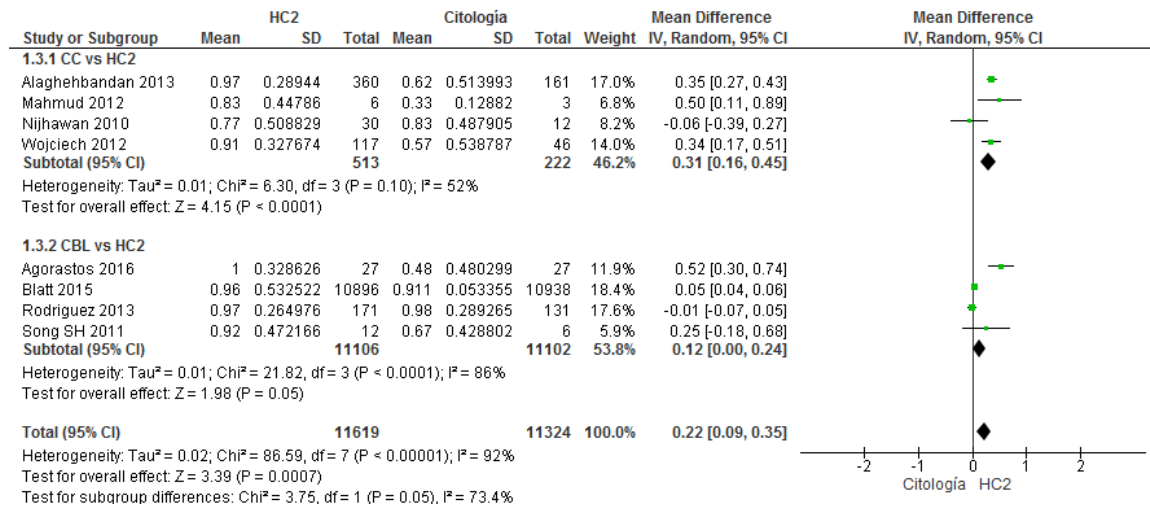 HC2 Citología Mean Difference Mean Difference
Study or Subgroup Mean SD Total Mean SD Total Weight IV, Random, 95% CI IV, Random, 95% CI
1.3.1 CC vs HC2
Alaghehbandan 2013 0.97 0.28944 360 0.62 0.513993 161 17.0% 0.35 [0.27, 0.43]
Mahmud 2012 0.83 0.44786 6 0.33 0.12882 3 6.8% 0.50 [0.11, 0.89]
Nijhawan 2010 0.77 0.508829 30 0.83 0.487905 12 8.2% -0.06 [-0.39, 0.27]
Wojciech 2012 0.91 0.327674 117 0.57 0.538787 46 14.0% 0.34 [0.17, 0.51]
Subtotal (95% CI) 513 222 46.2% 0.31 [0.16, 0.45]
Heterogeneity: Tau² = 0.01; Chi² = 6.30, df = 3 (P = 0.10); I² = 52%
Test for overall effect: Z = 4.15 (P < 0.0001)
1.3.2 CBL vs HC2
Agorastos 2016 1 0.328626 27 0.48 0.480299 27 11.9% 0.52 [0.30, 0.74]
Blatt 2015 0.96 0.532522 10896 0.911 0.053355 10938 18.4% 0.05 [0.04, 0.06]
Rodriguez 2013 0.97 0.264976 171 0.98 0.289265 131 17.6% -0.01 [-0.07, 0.05]
Song SH 2011 0.92 0.472166 12 0.67 0.428802 6 5.9% 0.25 [-0.18, 0.68]
Subtotal (95% CI) 11106 11102 53.8% 0.12 [0.00, 0.24]
Heterogeneity: Tau² = 0.01; Chi² = 21.82, df = 3 (P < 0.0001); I² = 86%
Test for overall effect: Z = 1.98 (P = 0.05)
Total (95% CI) 11619 11324 100.0% 0.22 [0.09, 0.35]
Heterogeneity: Tau² = 0.02; Chi² = 86.59, df = 7 (P < 0.00001); I² = 92%
Test for overall effect: Z = 3.39 (P = 0.0007)
Test for subgroup differences: Chi² = 3.75, df = 1 (P = 0.05), I² = 73.4%
-2 -1 0 1 2
Citología HC2